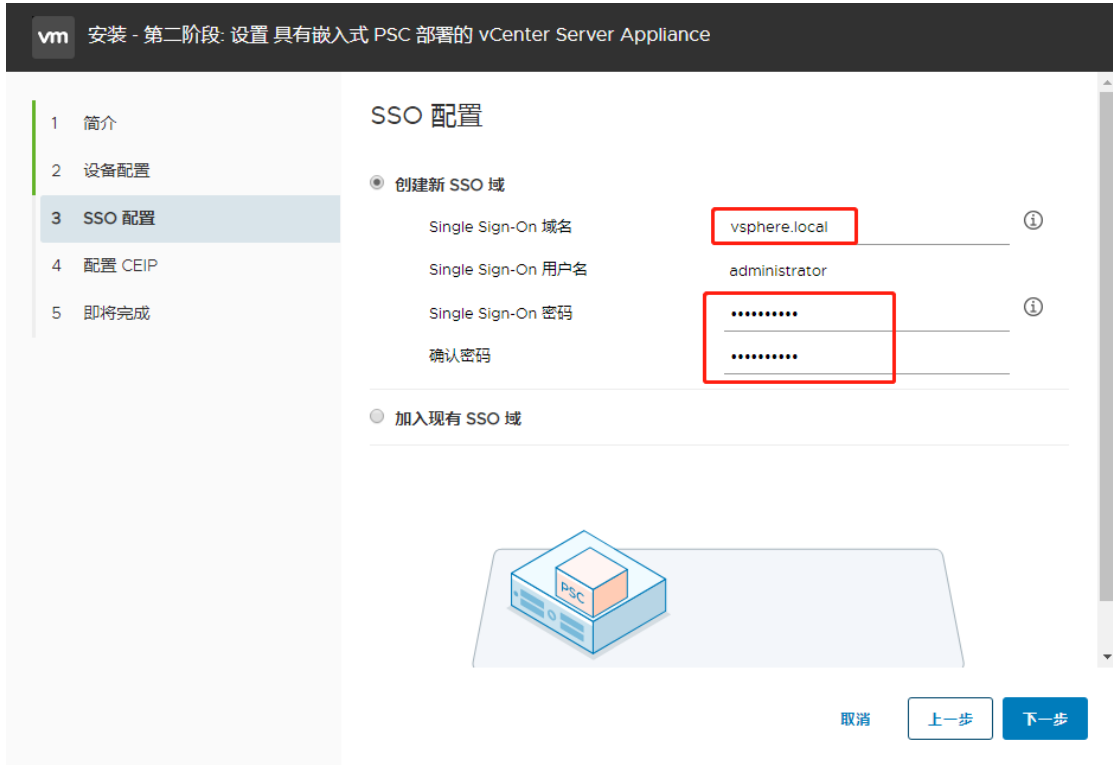 vm 安装 - 第二阶段: 设置 具有嵌入式 PSC 部署的 vCenter Server Appliance
1 简介
2 设备配置
3 SSO 配置
4 配置 CEIP
5 即将完成
SSO 配置
创建新 SSO 域
Single Sign-On 域名 vsphere.local
Single Sign-On 用户名 administrator
Single Sign-On 密码 ••••••••••
确认密码 ••••••••••
加入现有 SSO 域
PSC
取消 上一步 下一步